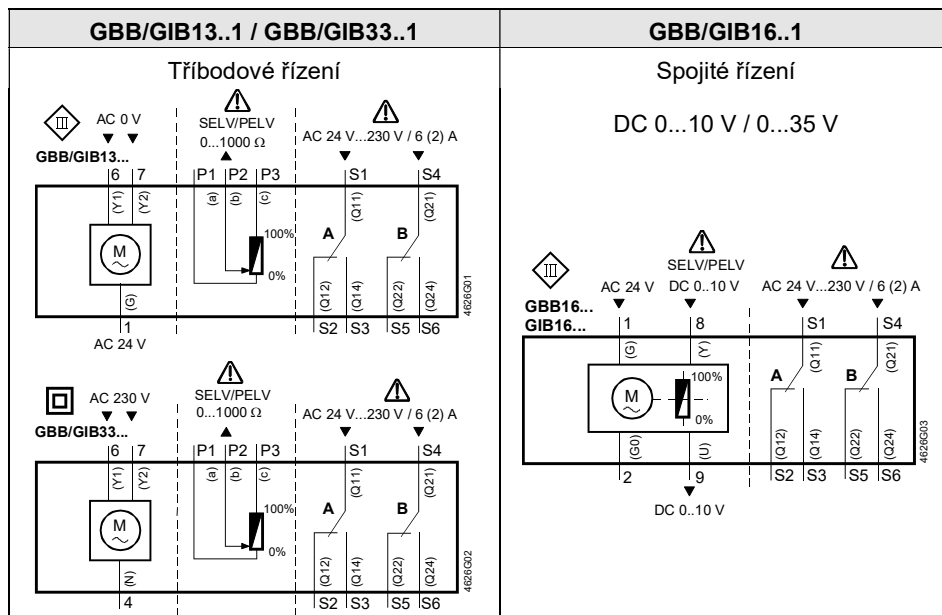 GBB/GIB13..1 / GBB/GIB33..1
Tříbodové řízení
III
AC 0 V
SELV/PELV
0...1000 Ω
AC 24 V...230 V / 6 (2) A
GBB/GIB13...
6 7 P1 P2 P3 S1 S4
(Y1) (Y2) (a) (b) (c) (Q11) (Q21)
M
100%
0%
A B
(G) (Q12) (Q14) (Q22) (Q24)
1 S2 S3 S5 S6
AC 24 V
4626G01
AC 230 V
SELV/PELV
0...1000 Ω
AC 24 V...230 V / 6 (2) A
GBB/GIB33...
6 7 P1 P2 P3 S1 S4
(Y1) (Y2) (a) (b) (c) (Q11) (Q21)
M
100%
0%
A B
(N) (Q12) (Q14) (Q22) (Q24)
4 S2 S3 S5 S6
4626G02
GBB/GIB16..1
Spojité řízení
DC 0...10 V / 0...35 V
III
SELV/PELV
AC 24 V DC 0..10 V AC 24 V...230 V / 6 (2) A
GBB16...
GIB16...
1 8 S1 S4
(G) (Y) (Q11) (Q21)
M
100%
0%
A B
(G0) (U) (Q12) (Q14) (Q22) (Q24)
2 9 S2 S3 S5 S6
DC 0..10 V
4626G03